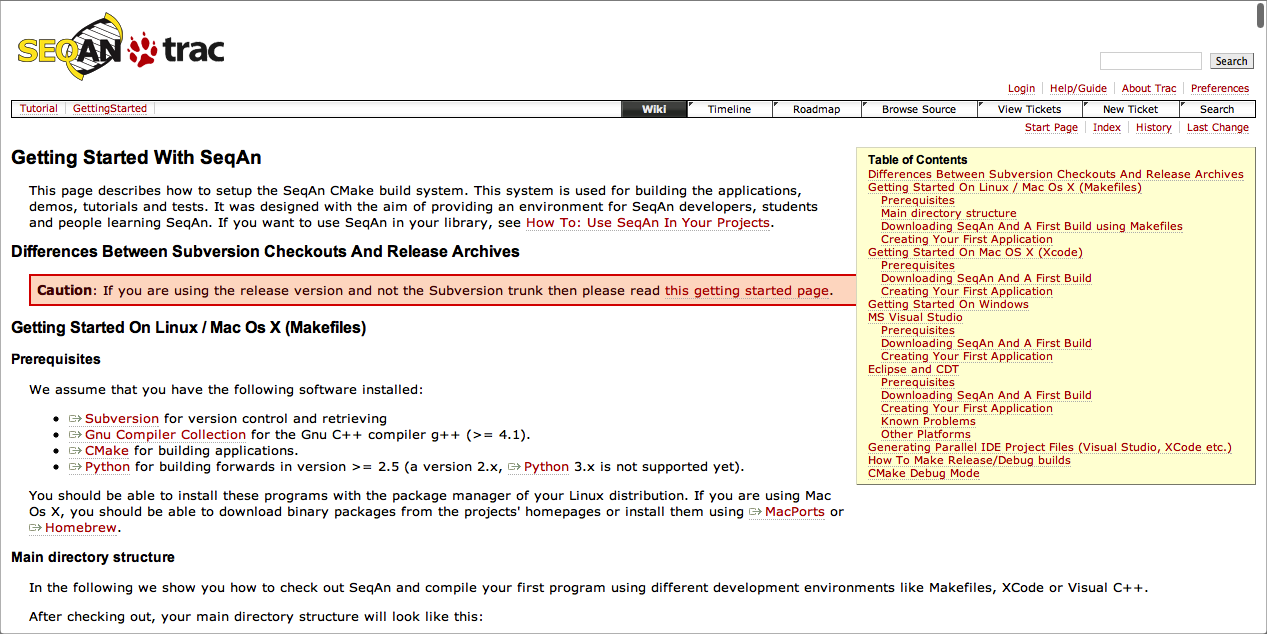 SEQAN trac
Search
Login Help/Guide About Trac Preferences
Tutorial GettingStarted Wiki Timeline Roadmap Browse Source View Tickets New Ticket Search
Start Page Index History Last Change
Getting Started With SeqAn
This page describes how to setup the SeqAn CMake build system. This system is used for building the applications,
demos, tutorials and tests. It was designed with the aim of providing an environment for SeqAn developers, students
and people learning SeqAn. If you want to use SeqAn in your library, see How To: Use SeqAn In Your Projects.
Differences Between Subversion Checkouts And Release Archives
Caution: If you are using the release version and not the Subversion trunk then please read this getting started page.
Getting Started On Linux / Mac Os X (Makefiles)
Prerequisites
We assume that you have the following software installed:
Subversion for version control and retrieving
Gnu Compiler Collection for the Gnu C++ compiler g++ (>= 4.1).
CMake for building applications.
Python for building forwards in version >= 2.5 (a version 2.x, Python 3.x is not supported yet).
You should be able to install these programs with the package manager of your Linux distribution. If you are using Mac
Os X, you should be able to download binary packages from the projects' homepages or install them using MacPorts or
Homebrew.
Main directory structure
In the following we show you how to check out SeqAn and compile your first program using different development environments like Makefiles, XCode or Visual C++.
After checking out, your main directory structure will look like this:
Table of Contents
Differences Between Subversion Checkouts And Release Archives
Getting Started On Linux / Mac Os X (Makefiles)
Prerequisites
Main directory structure
Downloading SeqAn And A First Build using Makefiles
Creating Your First Application
Getting Started On Mac OS X (Xcode)
Prerequisites
Downloading SeqAn And A First Build
Creating Your First Application
Getting Started On Windows
MS Visual Studio
Prerequisites
Downloading SeqAn And A First Build
Creating Your First Application
Eclipse and CDT
Prerequisites
Downloading SeqAn And A First Build
Creating Your First Application
Known Problems
Other Platforms
Generating Parallel IDE Project Files (Visual Studio, XCode etc.)
How To Make Release/Debug builds
CMake Debug Mode